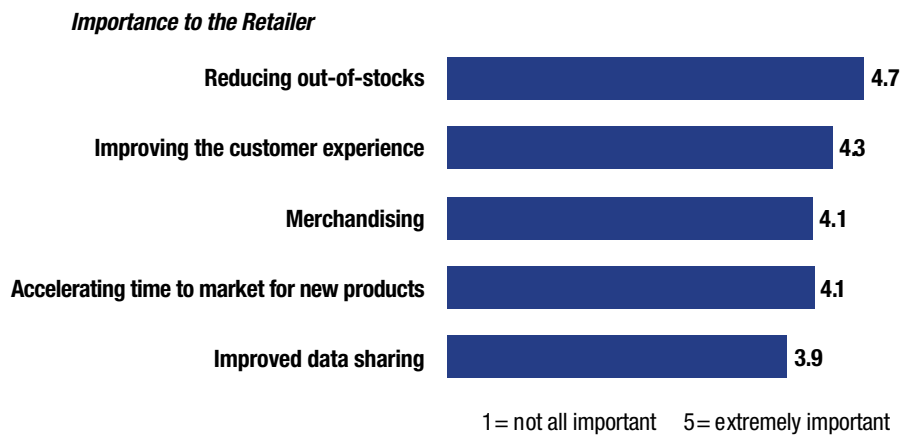 Importance to the Retailer
Reducing out-of-stocks 4.7
Improving the customer experience 4.3
Merchandising 4.1
Accelerating time to market for new products 4.1
Improved data sharing 3.9
1= not all important 5= extremely important